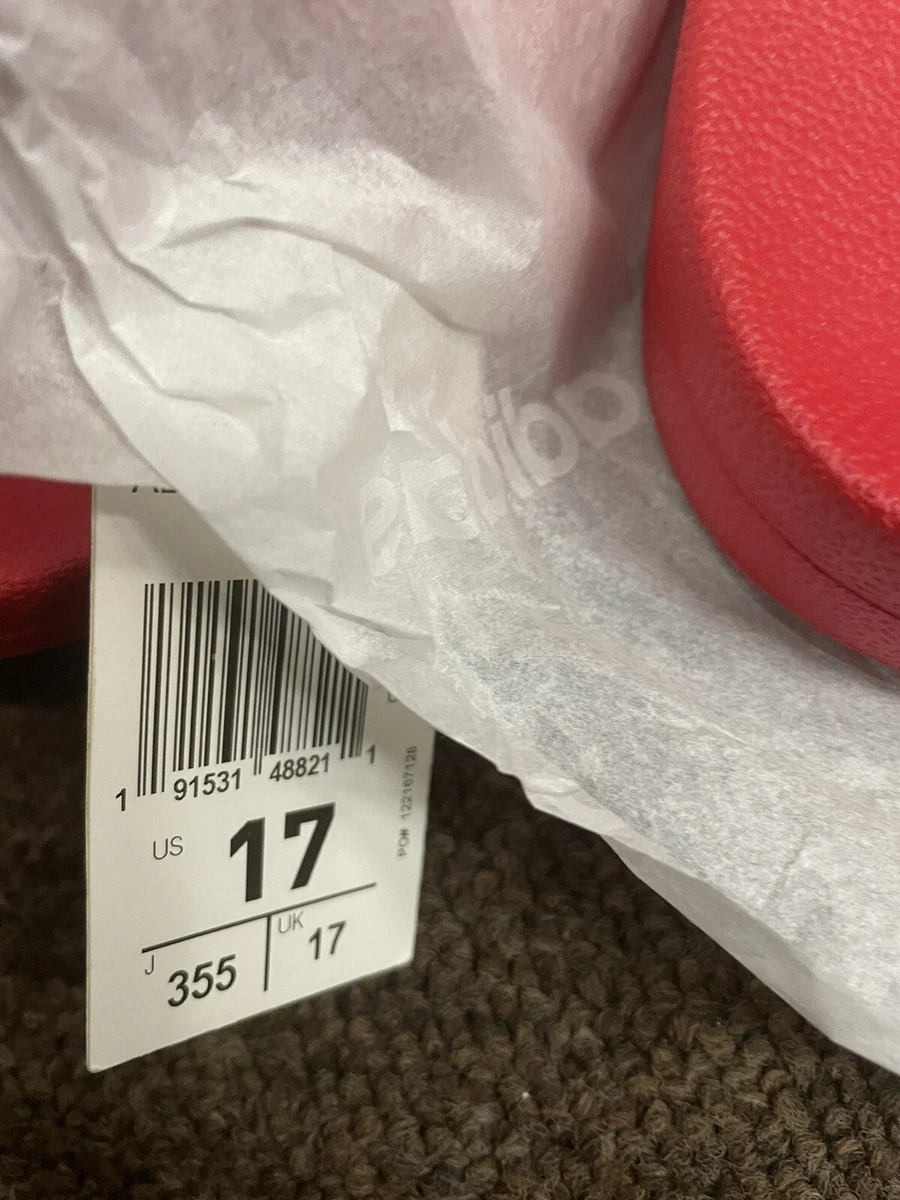 adidas
1 91531 48821 1
US 17
J 355 UK 17
PO# 122167128